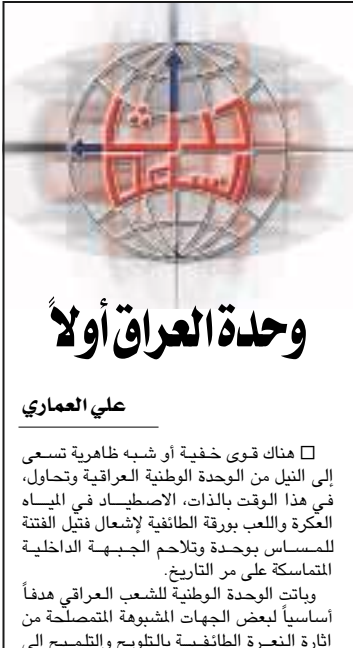 حدث
الساعة
وحدة العراق أولاً
علي العماري
□ هناك قوى خفية أو شبه ظاهرية تسعى
إلى النيل من الوحدة الوطنية العراقية وتحاول،
في هذا الوقت بالذات، الاصطياد في المياه
العكرة واللعب بورقة الطائفية لإشعال فتيل الفتنة
للمساس بوحدة وتلاحم الجبهة الداخلية
المتماسكة على مر التاريخ.
وباتت الوحدة الوطنية للشعب العراقي هدفاً
أساسياً لبعض الجهات المشبوهة المتمصلحة من
اثارة النعرة الطائفية بالتلويح والتلميح إلى